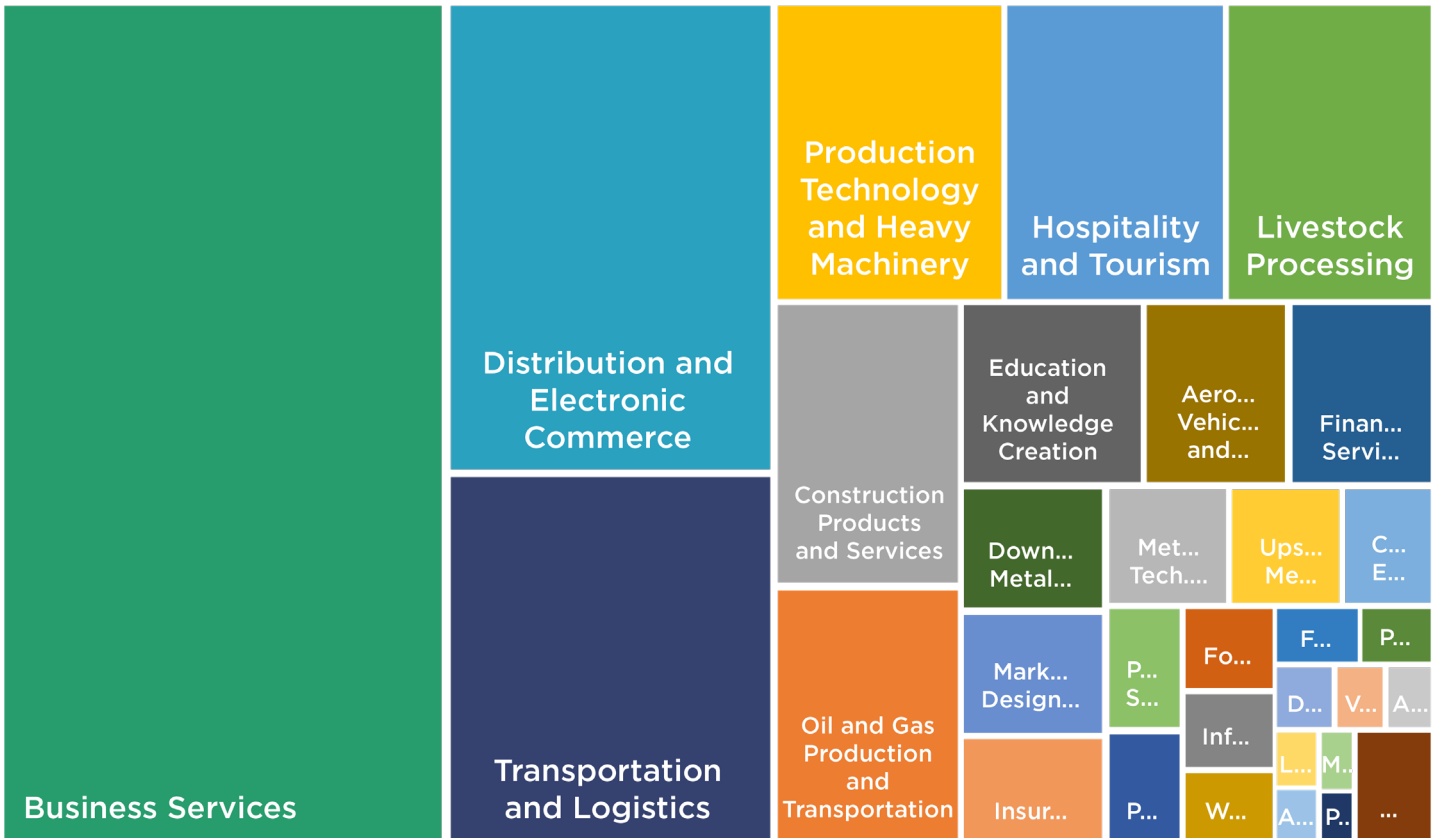 Business Services
Distribution and
Electronic
Commerce
Transportation
and Logistics
Production
Technology
and Heavy
Machinery
Hospitality
and Tourism
Livestock
Processing
Construction
Products
and Services
Oil and Gas
Production
and
Transportation
Education
and
Knowledge
Creation
Aero...
Vehic...
and...
Finan...
Servi...
Down...
Metal...
Met...
Tech....
Ups...
Me...
C...
E...
Mark...
Design...
Insur...
P...
S...
P...
Fo...
Inf...
W...
F...
P...
D...
V...
A...
L...
M..
A...
P..
...